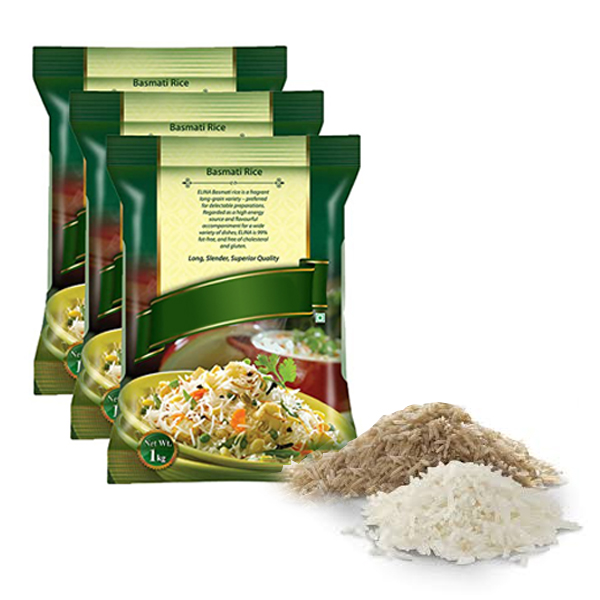 Basmati Rice
Basmati Rice
Basmati Rice
ELINA Basmati rice is a fragrant
long-grain variety – preferred
for delectable preparations.
Regarded as a high energy
source and flavourful
accompaniment for a wide
variety of dishes, ELINA is 99%
fat-free, and free of cholesterol
and gluten.
Long, Slender, Superior Quality
Net Wt.
1kg